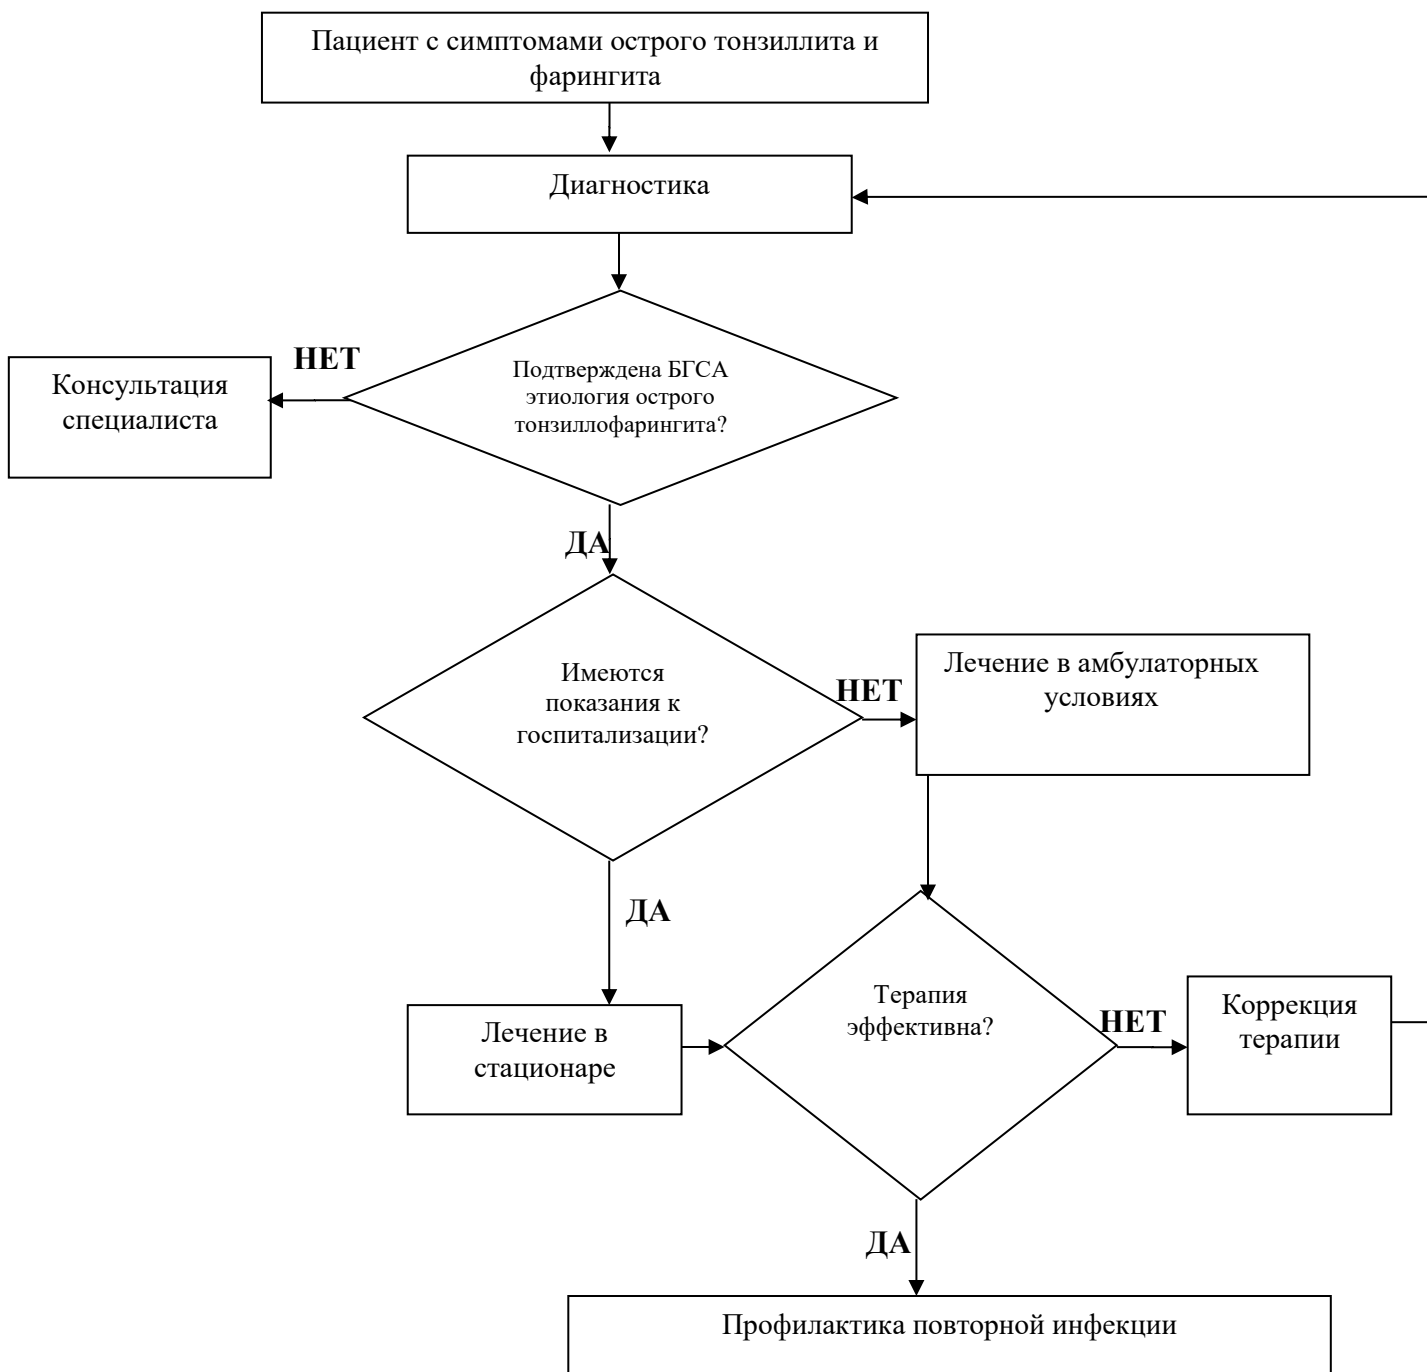 Пациент с симптомами острого тонзиллита и
фарингита
Диагностика
НЕТ
Консультация
специалиста
Подтверждена БГСА
этиология острого
тонзиллофарингита?
ДА
Имеются
показания к
госпитализации?
НЕТ
Лечение в амбулаторных
условиях
ДА
Лечение в
стационаре
Терапия
эффективна?
НЕТ
Коррекция
терапии
ДА
Профилактика повторной инфекции